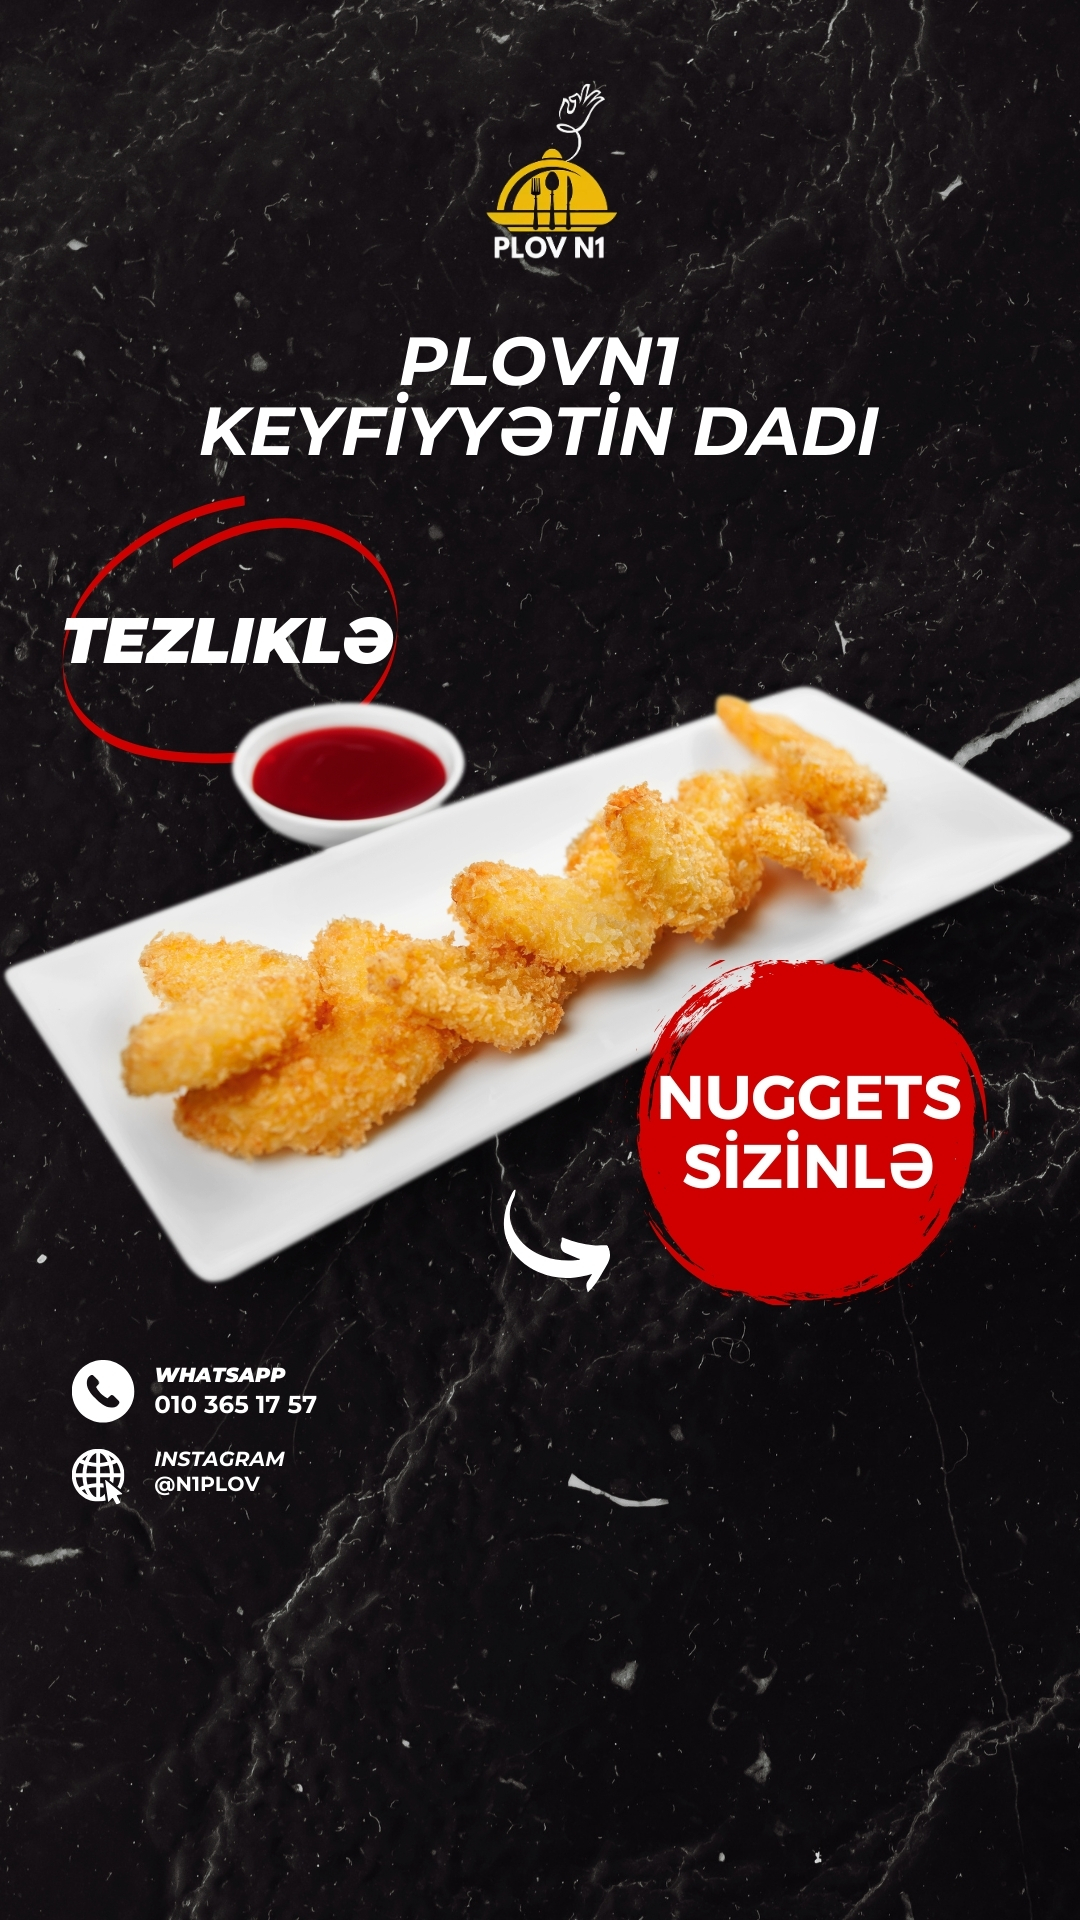 PLOV N1
PLOVN1
KEYFİYYƏTİN DADI
TEZLIKLƏ
NUGGETS
SİZİNLƏ
WHATSAPP
010 365 17 57
INSTAGRAM
@N1PLOV